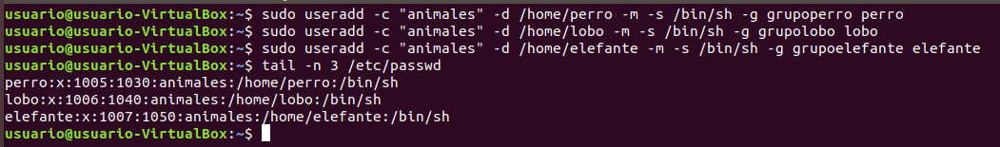 usuario@usuario-VirtualBox:~$ sudo useradd -c "animales" -d /home/perro -m -s /bin/sh -g grupoperro perro
usuario@usuario-VirtualBox:~$ sudo useradd -c "animales" -d /home/lobo -m -s /bin/sh -g grupolobo lobo
usuario@usuario-VirtualBox:~$ sudo useradd -c "animales" -d /home/elefante -m -s /bin/sh -g grupoelefante elefante
usuario@usuario-VirtualBox:~$ tail -n 3 /etc/passwd
perro:x:1005:1030:animales:/home/perro:/bin/sh
lobo:x:1006:1040:animales:/home/lobo:/bin/sh
elefante:x:1007:1050:animales:/home/elefante:/bin/sh
usuario@usuario-VirtualBox:~$